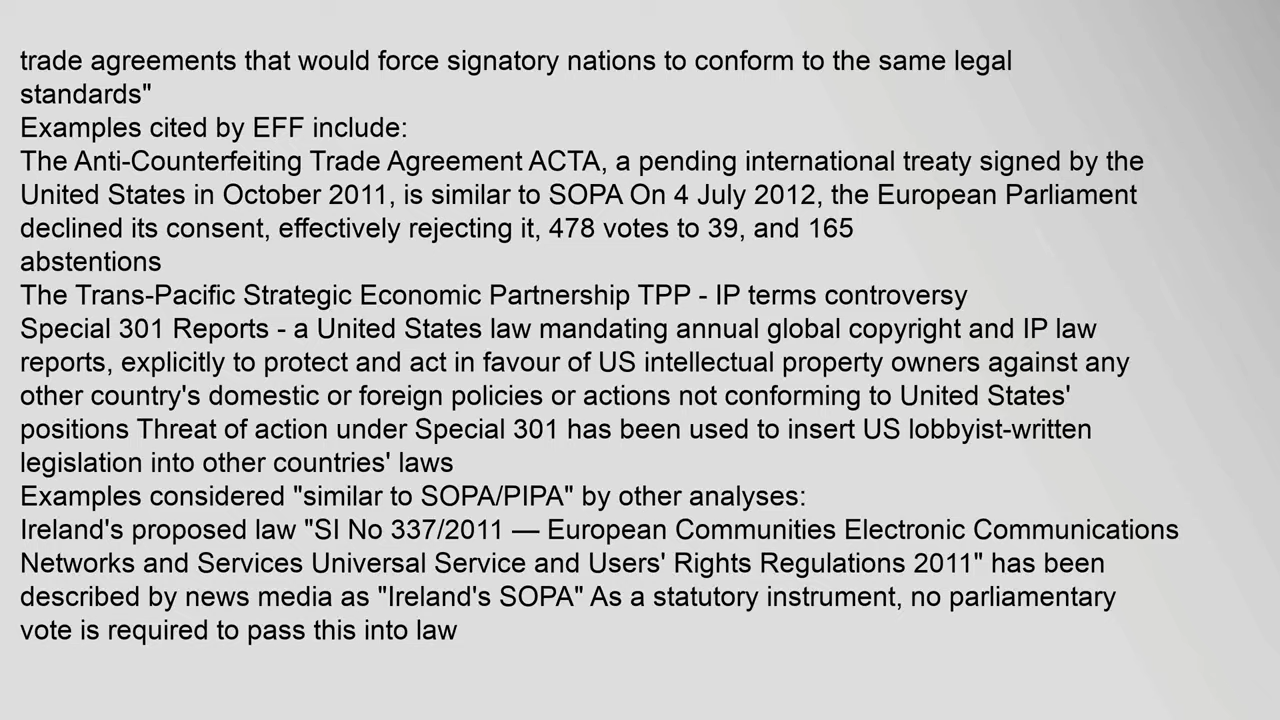 trade agreements that would force signatory nations to conform to the same legal
standards"
Examples cited by EFF include:
The Anti-Counterfeiting Trade Agreement ACTA, a pending international treaty signed by the
United States in October 2011, is similar to SOPA On 4 July 2012, the European Parliament
declined its consent, effectively rejecting it, 478 votes to 39, and 165
abstentions
The Trans-Pacific Strategic Economic Partnership TPP - IP terms controversy
Special 301 Reports - a United States law mandating annual global copyright and IP law
reports, explicitly to protect and act in favour of US intellectual property owners against any
other country's domestic or foreign policies or actions not conforming to United States'
positions Threat of action under Special 301 has been used to insert US lobbyist-written
legislation into other countries' laws
Examples considered "similar to SOPA/PIPA" by other analyses:
Ireland's proposed law "SI No 337/2011 — European Communities Electronic Communications
Networks and Services Universal Service and Users' Rights Regulations 2011" has been
described by news media as "Ireland's SOPA" As a statutory instrument, no parliamentary
vote is required to pass this into law